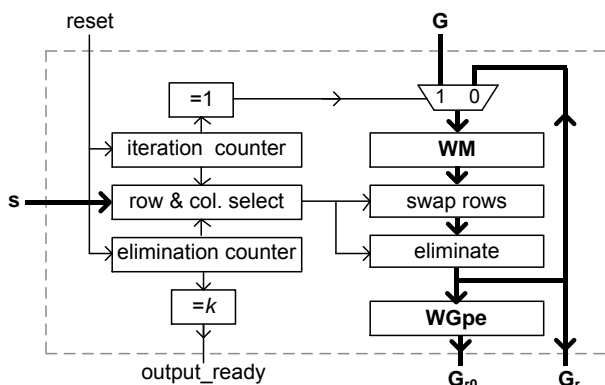 reset
G
=1
1 0
iteration counter
WM
s
row & col. select
swap rows
elimination counter
eliminate
=k
WGpe
output_ready
Gr0
Gr